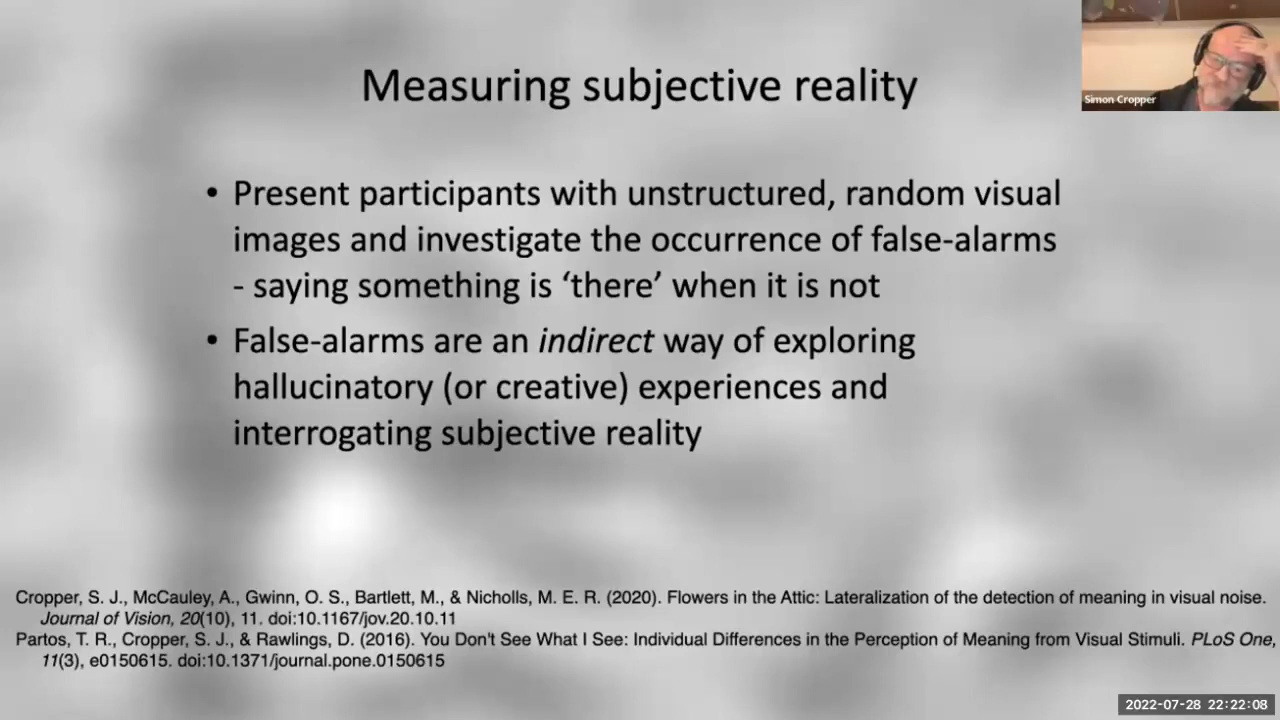 Measuring subjective reality
Simon Cropper
• Present participants with unstructured, random visual
images and investigate the occurrence of false-alarms
- saying something is ‘there’ when it is not
• False-alarms are an indirect way of exploring
hallucinatory (or creative) experiences and
interrogating subjective reality
Cropper, S. J., McCauley, A., Gwinn, O. S., Bartlett, M., & Nicholls, M. E. R. (2020). Flowers in the Attic: Lateralization of the detection of meaning in visual noise.
Journal of Vision, 20(10), 11. doi:10.1167/jov.20.10.11
Partos, T. R., Cropper, S. J., & Rawlings, D. (2016). You Don't See What I See: Individual Differences in the Perception of Meaning from Visual Stimuli. PLoS One,
11(3), e0150615. doi:10.1371/journal.pone.0150615
2022-07-28 22:22:08